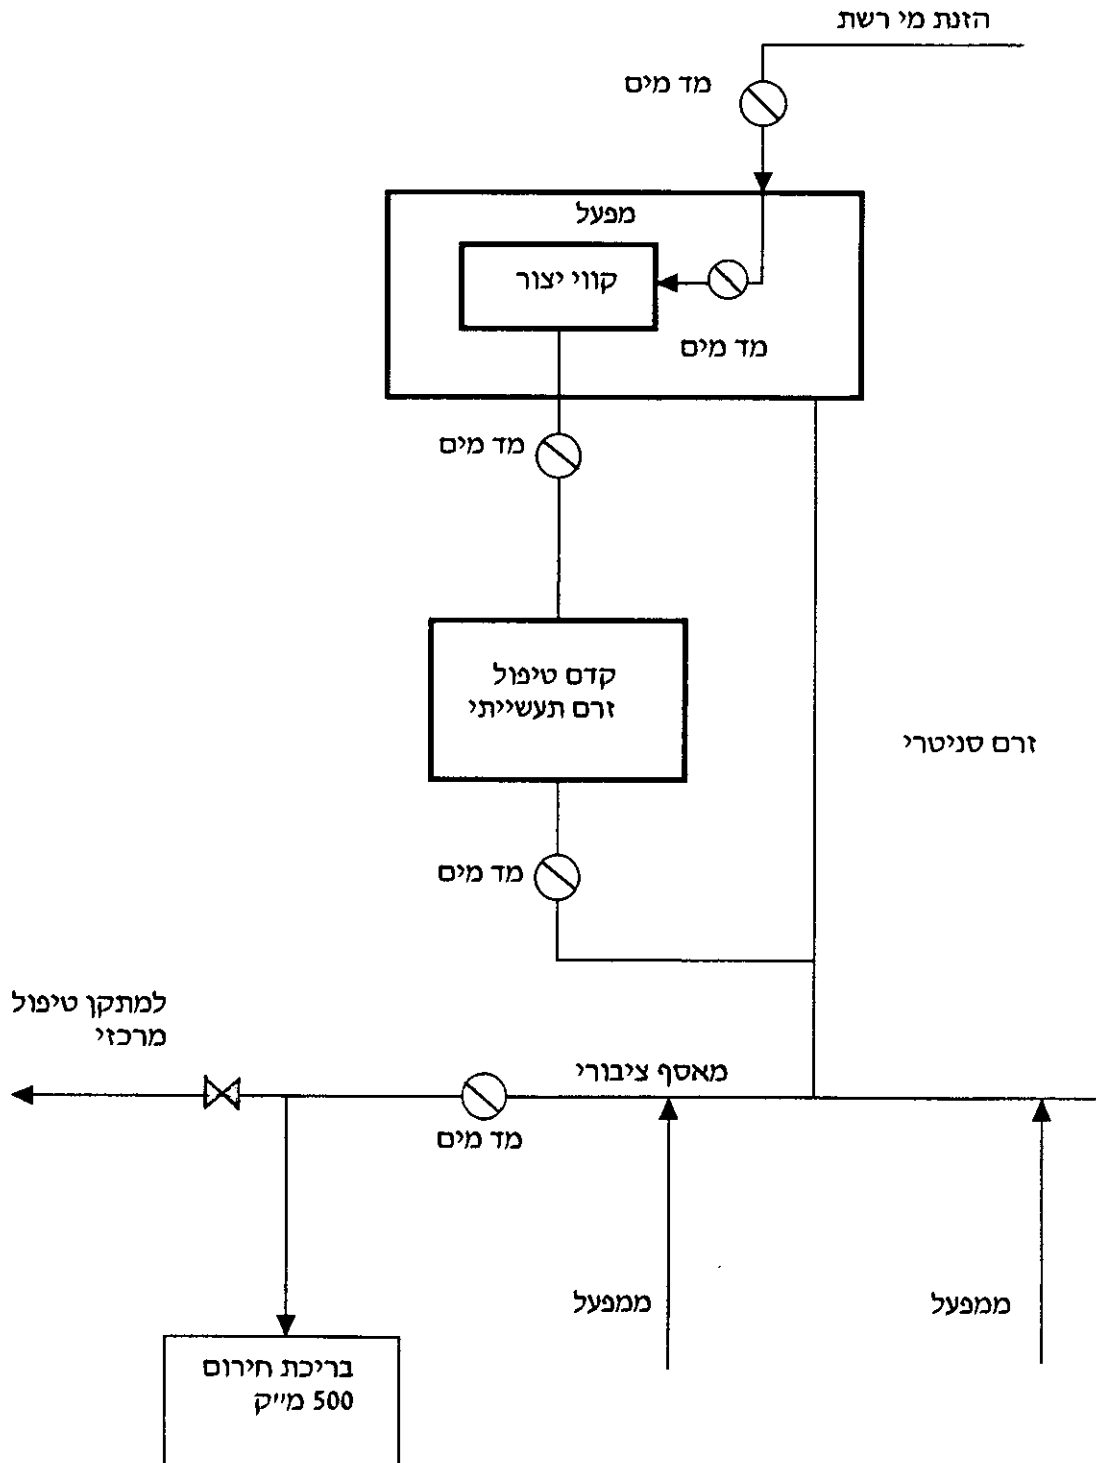 הזנת מי רשת
מד מים
מפעל
קווי יצור
מד מים
מד מים
קדם טיפול
זרם תעשייתי
זרם סניטרי
מד מים
למתקן טיפול
מרכזי
מאסף ציבורי
מד מים
ממפעל
ממפעל
בריכת חירום
500 מייק